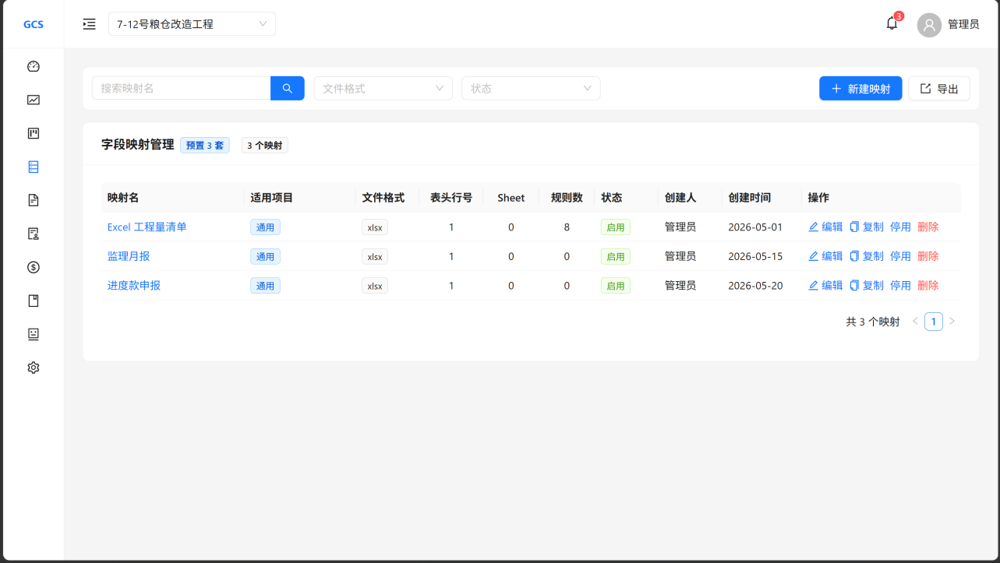 GCS
7-12号粮仓改造工程
3
管理员
搜索映射名
文件格式
状态
新建映射
导出
字段映射管理 预置 3 套 3 个映射
映射名 适用项目 文件格式 表头行号 Sheet 规则数 状态 创建人 创建时间 操作
Excel 工程量清单 通用 xlsx 1 0 8 启用 管理员 2026-05-01 编辑 复制 停用 删除
监理月报 通用 xlsx 1 0 0 启用 管理员 2026-05-15 编辑 复制 停用 删除
进度款申报 通用 xlsx 1 0 0 启用 管理员 2026-05-20 编辑 复制 停用 删除
共 3 个映射 < 1 >